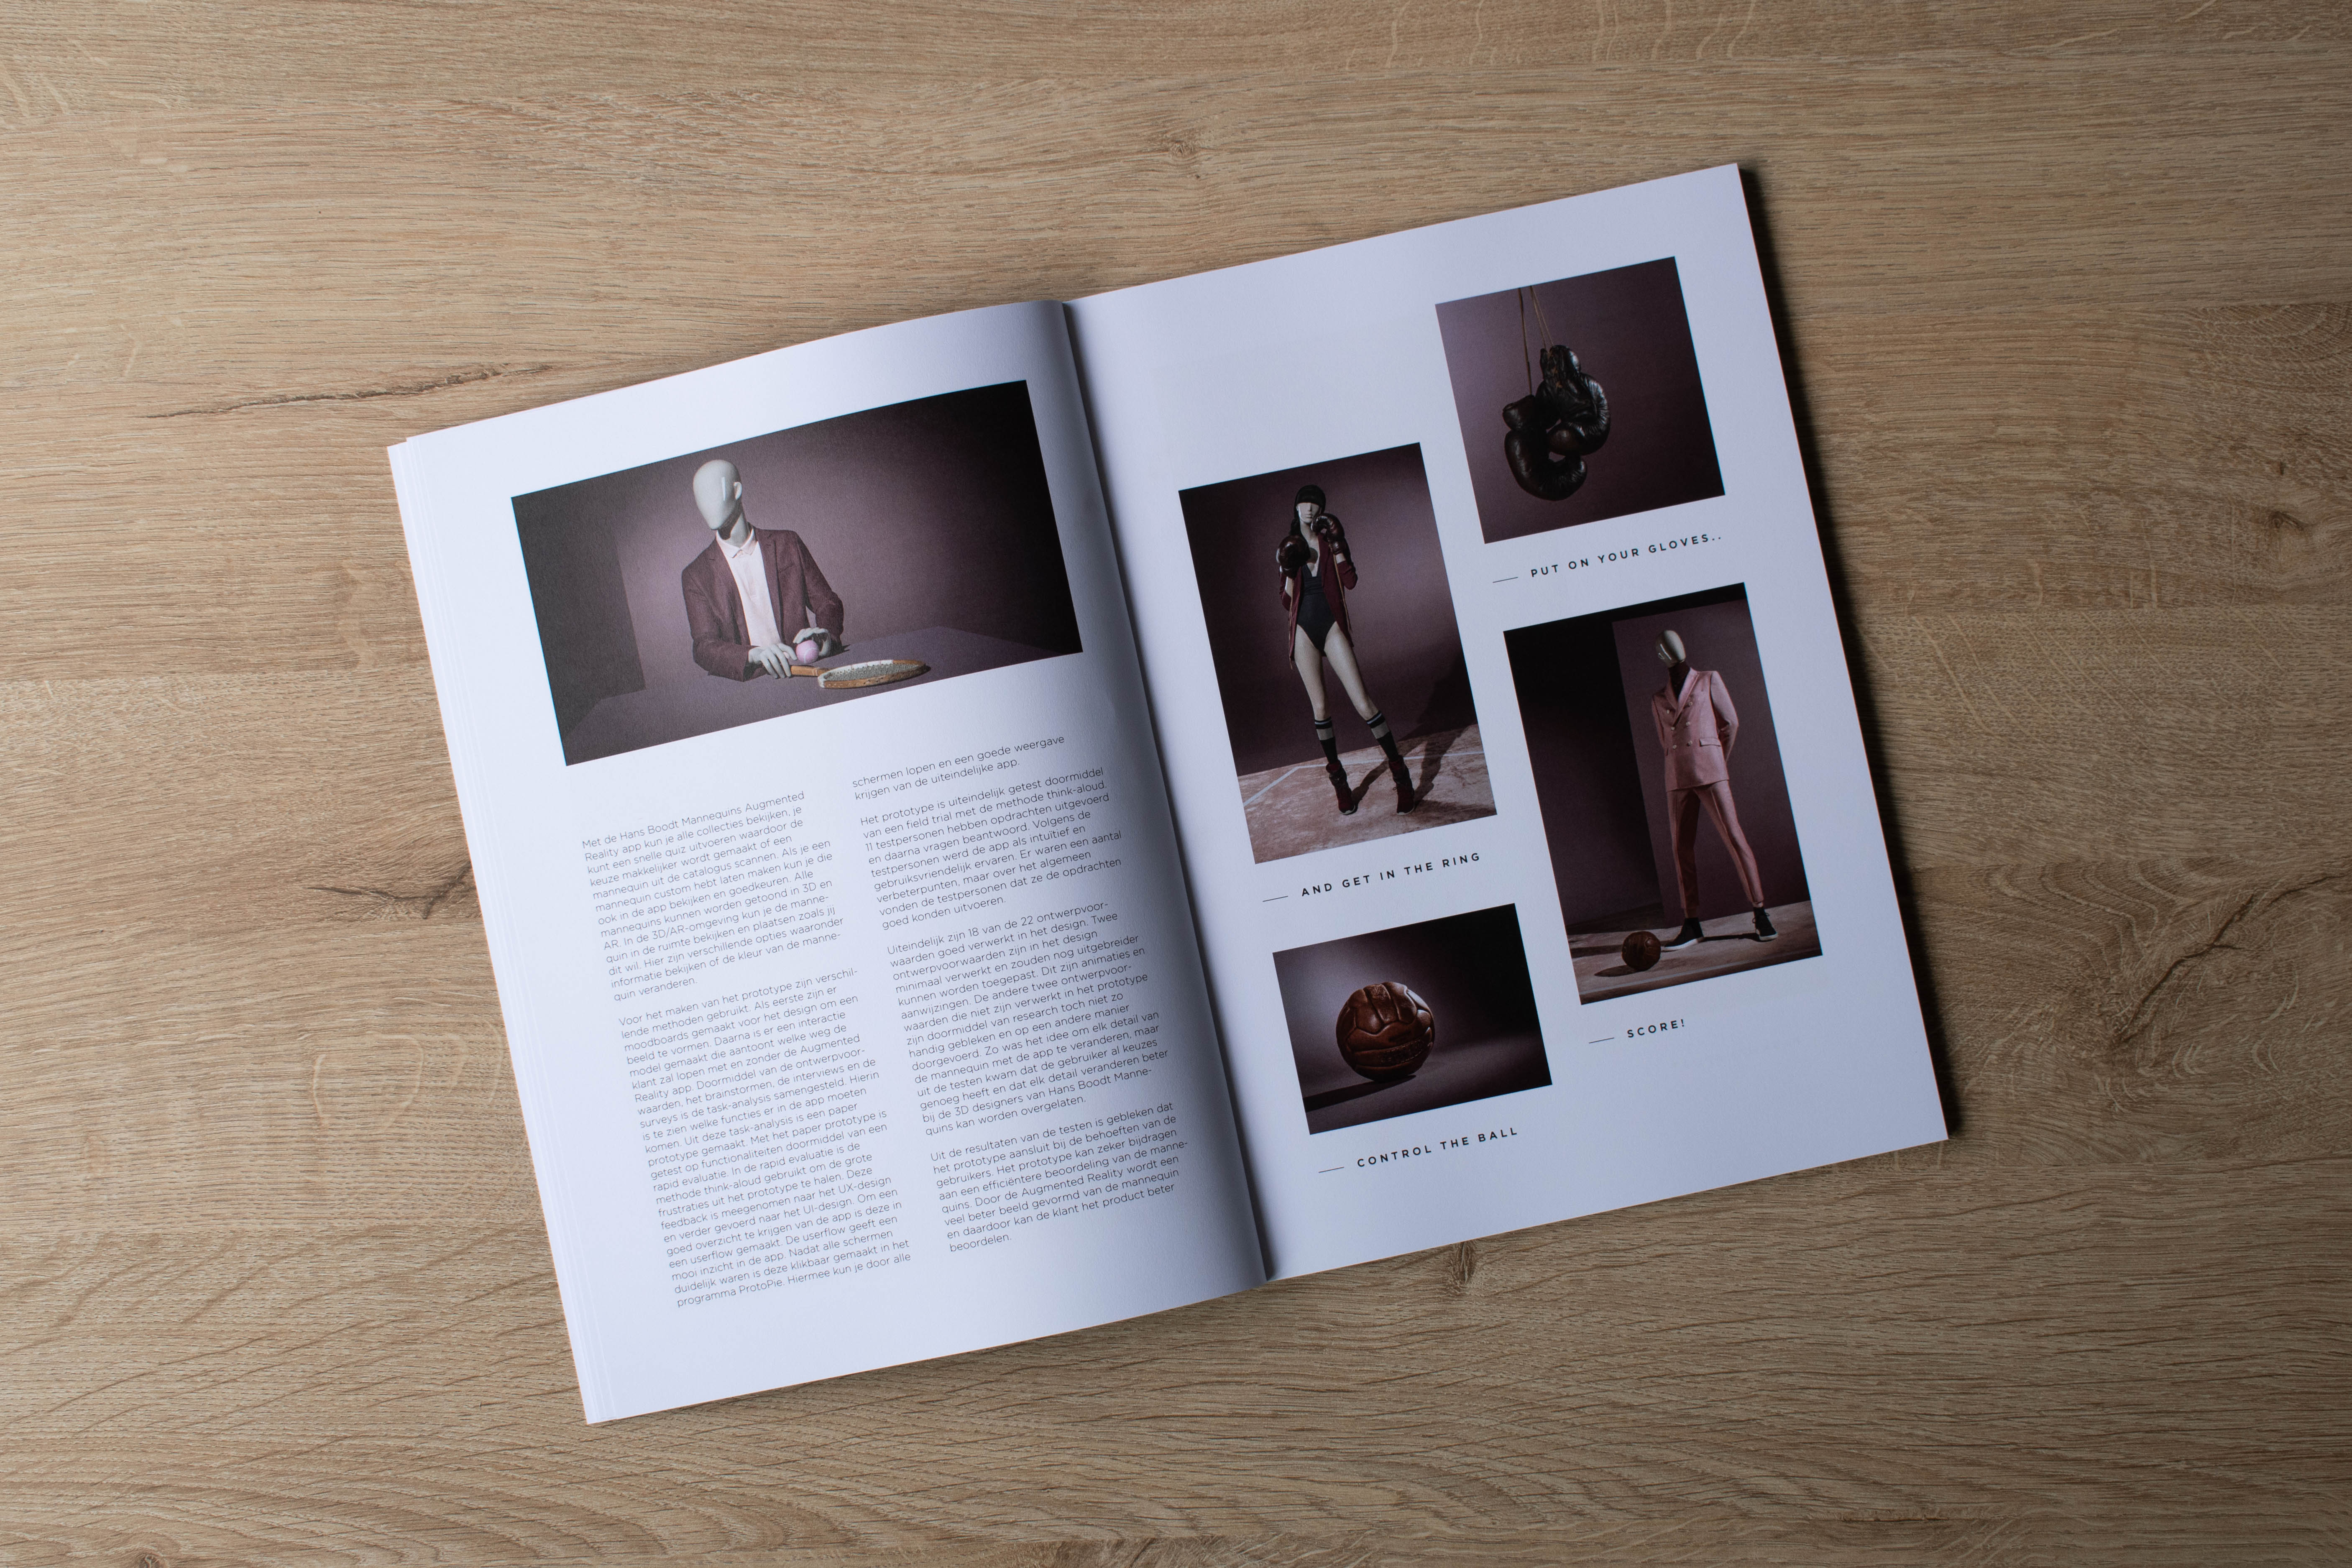 Met de Hans Boodt Mannequins Augmented
Reality app kun je alle collecties bekijken, je
kunt een snelle quiz uitvoeren waardoor de
keuze makkelijker wordt gemaakt of een
mannequin uit de catalogus scannen. Als je een
mannequin custom hebt laten maken kun je die
ook in de app bekijken en goedkeuren. Alle
mannequins kunnen worden getoond in 3D en
AR. In de 3D/AR-omgeving kun je de manne-
quin in de ruimte bekijken en plaatsen zoals jij
dit wil. Hier zijn verschillende opties waaronder
informatie bekijken of de kleur van de manne-
quin veranderen.
Voor het maken van het prototype zijn verschil-
lende methoden gebruikt. Als eerste zijn er
moodboards gemaakt voor het design om een
beeld te vormen. Daarna is er een interactie
model gemaakt die aantoont welke weg de
klant zal lopen met en zonder de Augmented
Reality app. Doormiddel van de ontwerpvoor-
waarden, het brainstormen, de interviews en de
surveys is de task-analysis samengesteld. Hierin
is te zien welke functies er in de app moeten
komen. Uit deze task-analysis is een paper
prototype gemaakt. Met het paper prototype is
getest op functionaliteiten doormiddel van een
rapid evaluatie. In de rapid evaluatie is de
methode think-aloud gebruikt om de grote
frustraties uit het prototype te halen. Deze
feedback is meegenomen naar het UX-design
en verder gevoerd naar het UI-design. Om een
goed overzicht te krijgen van de app is deze in
een userflow gemaakt. De userflow geeft een
mooi inzicht in de app. Nadat alle schermen
duidelijk waren is deze klikbaar gemaakt in het
programma ProtoPie. Hiermee kun je door alle
schermen lopen en een goede weergave
krijgen van de uiteindelijke app.
Het prototype is uiteindelijk getest doormiddel
van een field trial met de methode think-aloud.
11 testpersonen hebben opdrachten uitgevoerd
en daarna vragen beantwoord. Volgens de
testpersonen werd de app als intuïtief en
gebruiksvriendelijk ervaren. Er waren een aantal
verbeterpunten, maar over het algemeen
vonden de testpersonen dat ze de opdrachten
goed konden uitvoeren.
Uiteindelijk zijn 18 van de 22 ontwerpvoor-
waarden goed verwerkt in het design. Twee
ontwerpvoorwaarden zijn in het design
minimaal verwerkt en zouden nog uitgebreider
kunnen worden toegepast. Dit zijn animaties en
aanwijzingen. De andere twee ontwerpvoor-
waarden die niet zijn verwerkt in het prototype
zijn doormiddel van research toch niet zo
handig gebleken en op een andere manier
doorgevoerd. Zo was het idee om elk detail van
de mannequin met de app te veranderen, maar
uit de testen kwam dat de gebruiker al keuzes
genoeg heeft en dat elk detail veranderen beter
bij de 3D designers van Hans Boodt Manne-
quins kan worden overgelaten.
Uit de resultaten van de testen is gebleken dat
het prototype aansluit bij de behoeften van de
gebruikers. Het prototype kan zeker bijdragen
aan een efficiëntere beoordeling van de manne-
quins. Door de Augmented Reality wordt een
veel beter beeld gevormd van de mannequin
en daardoor kan de klant het product beter
beoordelen.
PUT ON YOUR GLOVES..
AND GET IN THE RING
SCORE!
CONTROL THE BALL